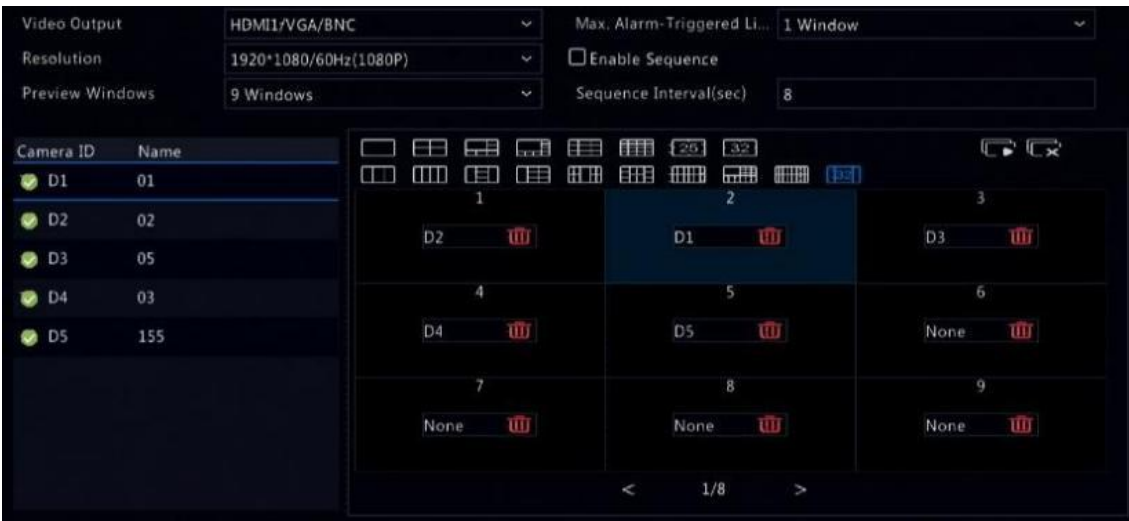 Video Output HDMI1/VGA/BNC Max. Alarm-Triggered Li... 1 Window
Resolution 1920*1080/60Hz(1080P) Enable Sequence
Preview Windows 9 Windows Sequence Interval(sec) 8
Camera ID Name
25 32
D1 01
32
D2 02
D3 05
D4 03
D5 155
1 2 3
D2 D1 D3
4 5 6
D4 D5 None
7 8 9
None None None
< 1/8 >